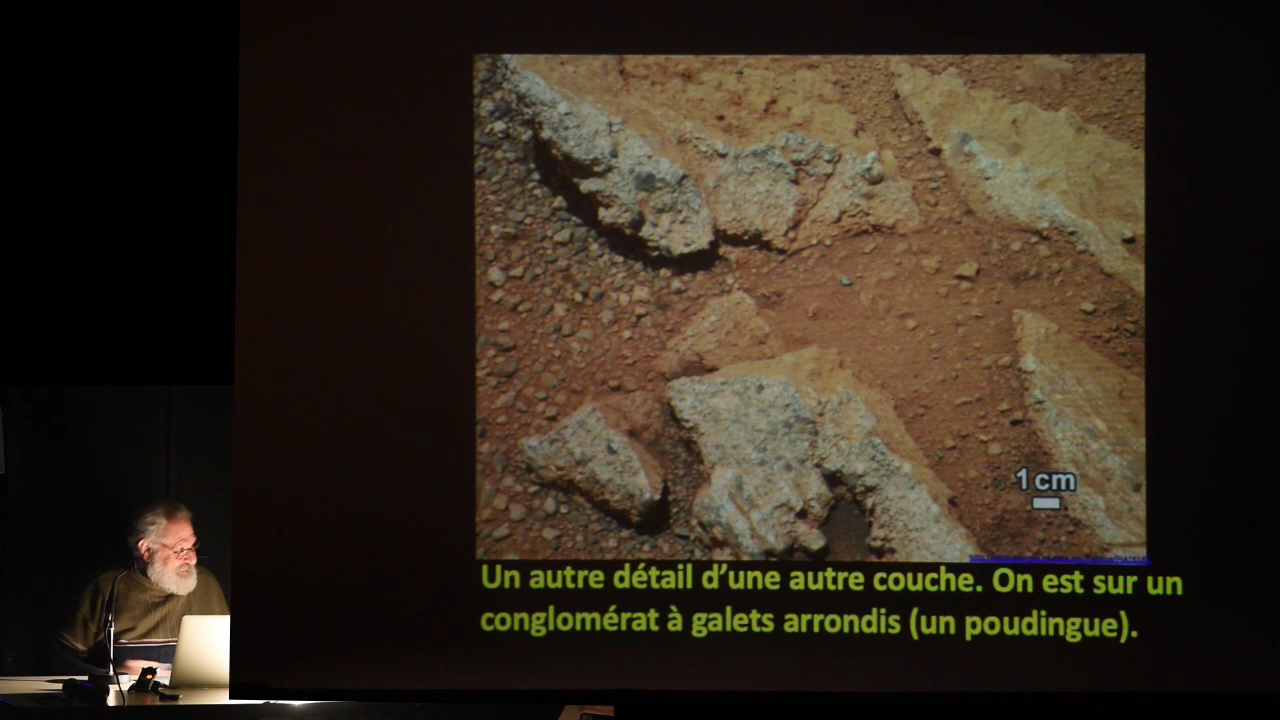 1 cm
Un autre détail d’une autre couche. On est sur un
conglomérat à galets arrondis (un poudingue).